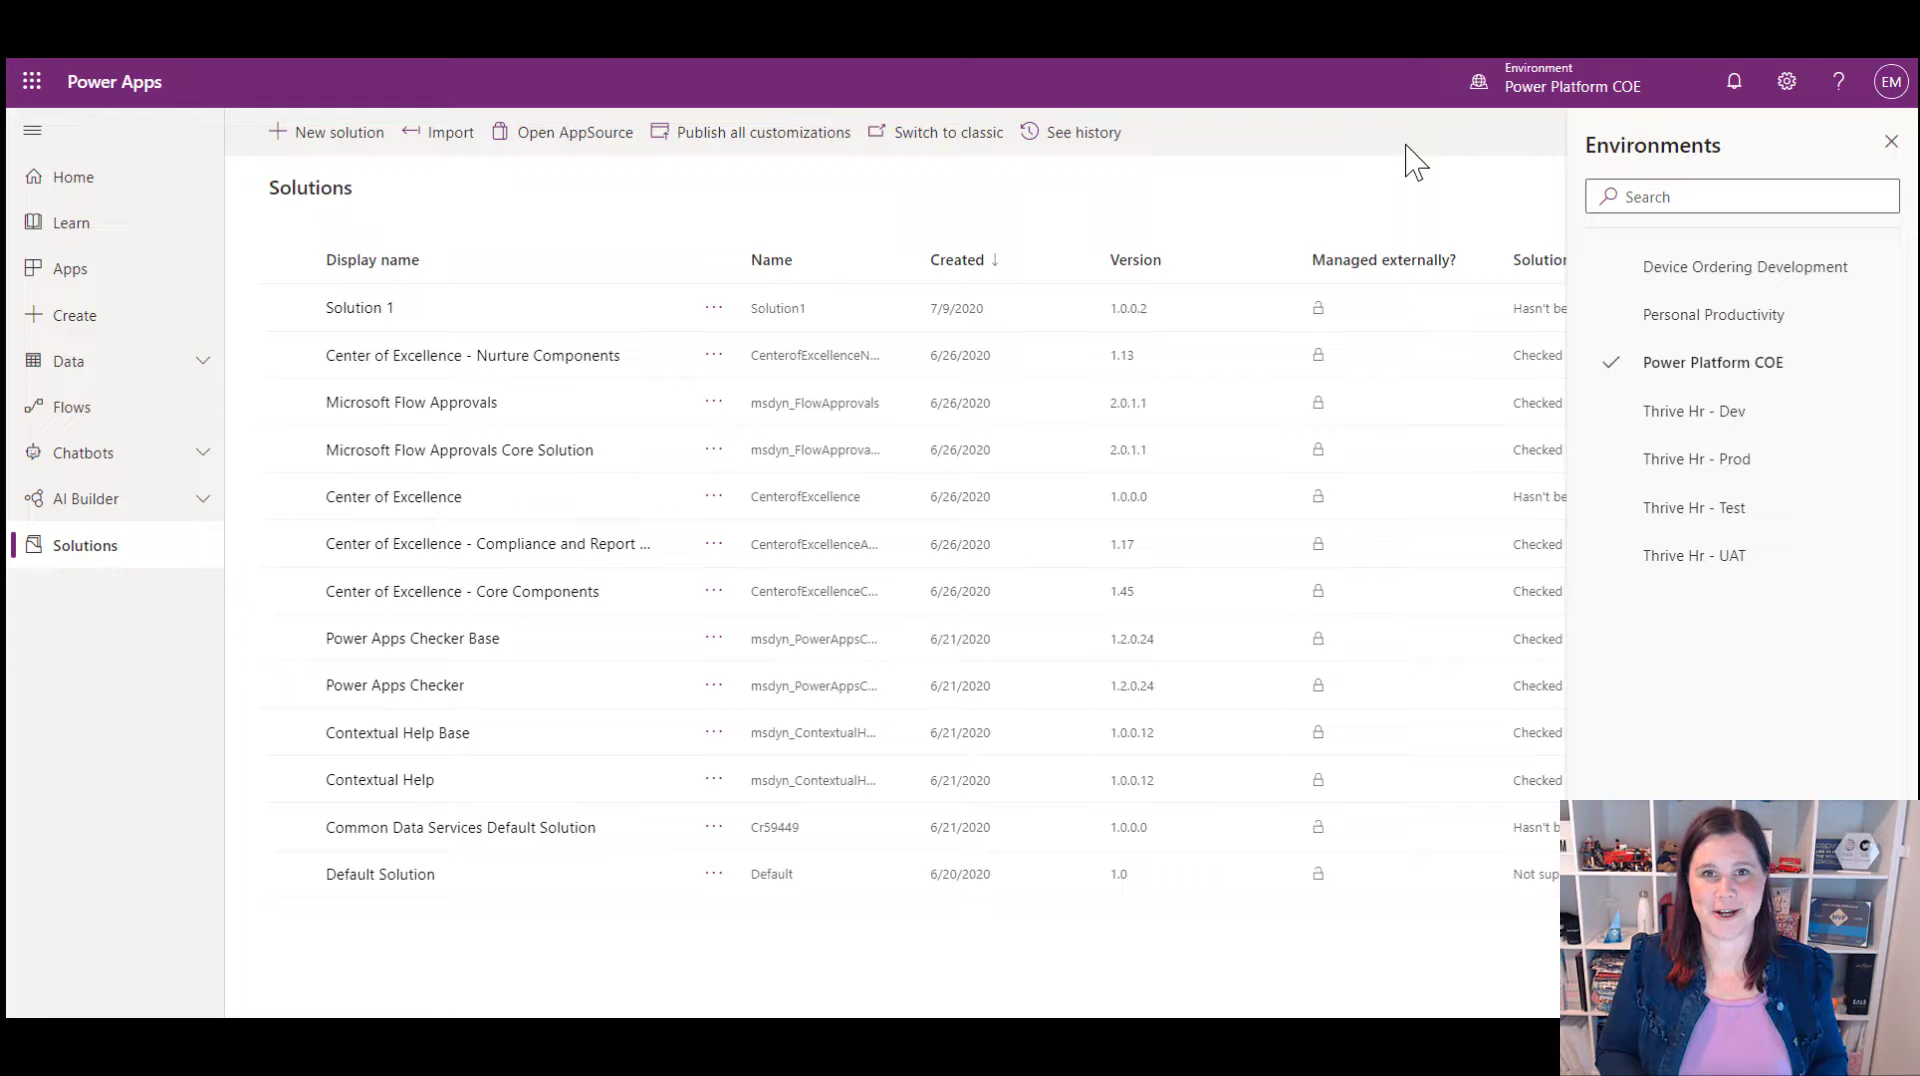 Power Apps
Environment
Power Platform COE
?
EM
New solution
Import
Open AppSource
Publish all customizations
Switch to classic
See history
Home
Learn
Apps
Create
Data
Flows
Chatbots
AI Builder
Solutions
Solutions
Display name Name Created ↓ Version Managed externally? Solution
Solution 1 ... Solution1 7/9/2020 1.0.0.2 Hasn't be
Center of Excellence - Nurture Components ... CenterofExcellenceN... 6/26/2020 1.13 Checked
Microsoft Flow Approvals ... msdyn_FlowApprovals 6/26/2020 2.0.1.1 Checked
Microsoft Flow Approvals Core Solution ... msdyn_FlowApprova... 6/26/2020 2.0.1.1 Checked
Center of Excellence ... CenterofExcellence 6/26/2020 1.0.0.0 Hasn't be
Center of Excellence - Compliance and Report ... ... CenterofExcellenceA... 6/26/2020 1.17 Checked
Center of Excellence - Core Components ... CenterofExcellenceC... 6/26/2020 1.45 Checked
Power Apps Checker Base ... msdyn_PowerAppsC... 6/21/2020 1.2.0.24 Checked
Power Apps Checker ... msdyn_PowerAppsC... 6/21/2020 1.2.0.24 Checked
Contextual Help Base ... msdyn_ContextualH... 6/21/2020 1.0.0.12 Checked
Contextual Help ... msdyn_ContextualH... 6/21/2020 1.0.0.12 Checked
Common Data Services Default Solution ... Cr59449 6/21/2020 1.0.0.0 Hasn't b
Default Solution ... Default 6/20/2020 1.0 Not sup
Environments
Search
Device Ordering Development
Personal Productivity
Power Platform COE
Thrive Hr - Dev
Thrive Hr - Prod
Thrive Hr - Test
Thrive Hr - UAT
MVP